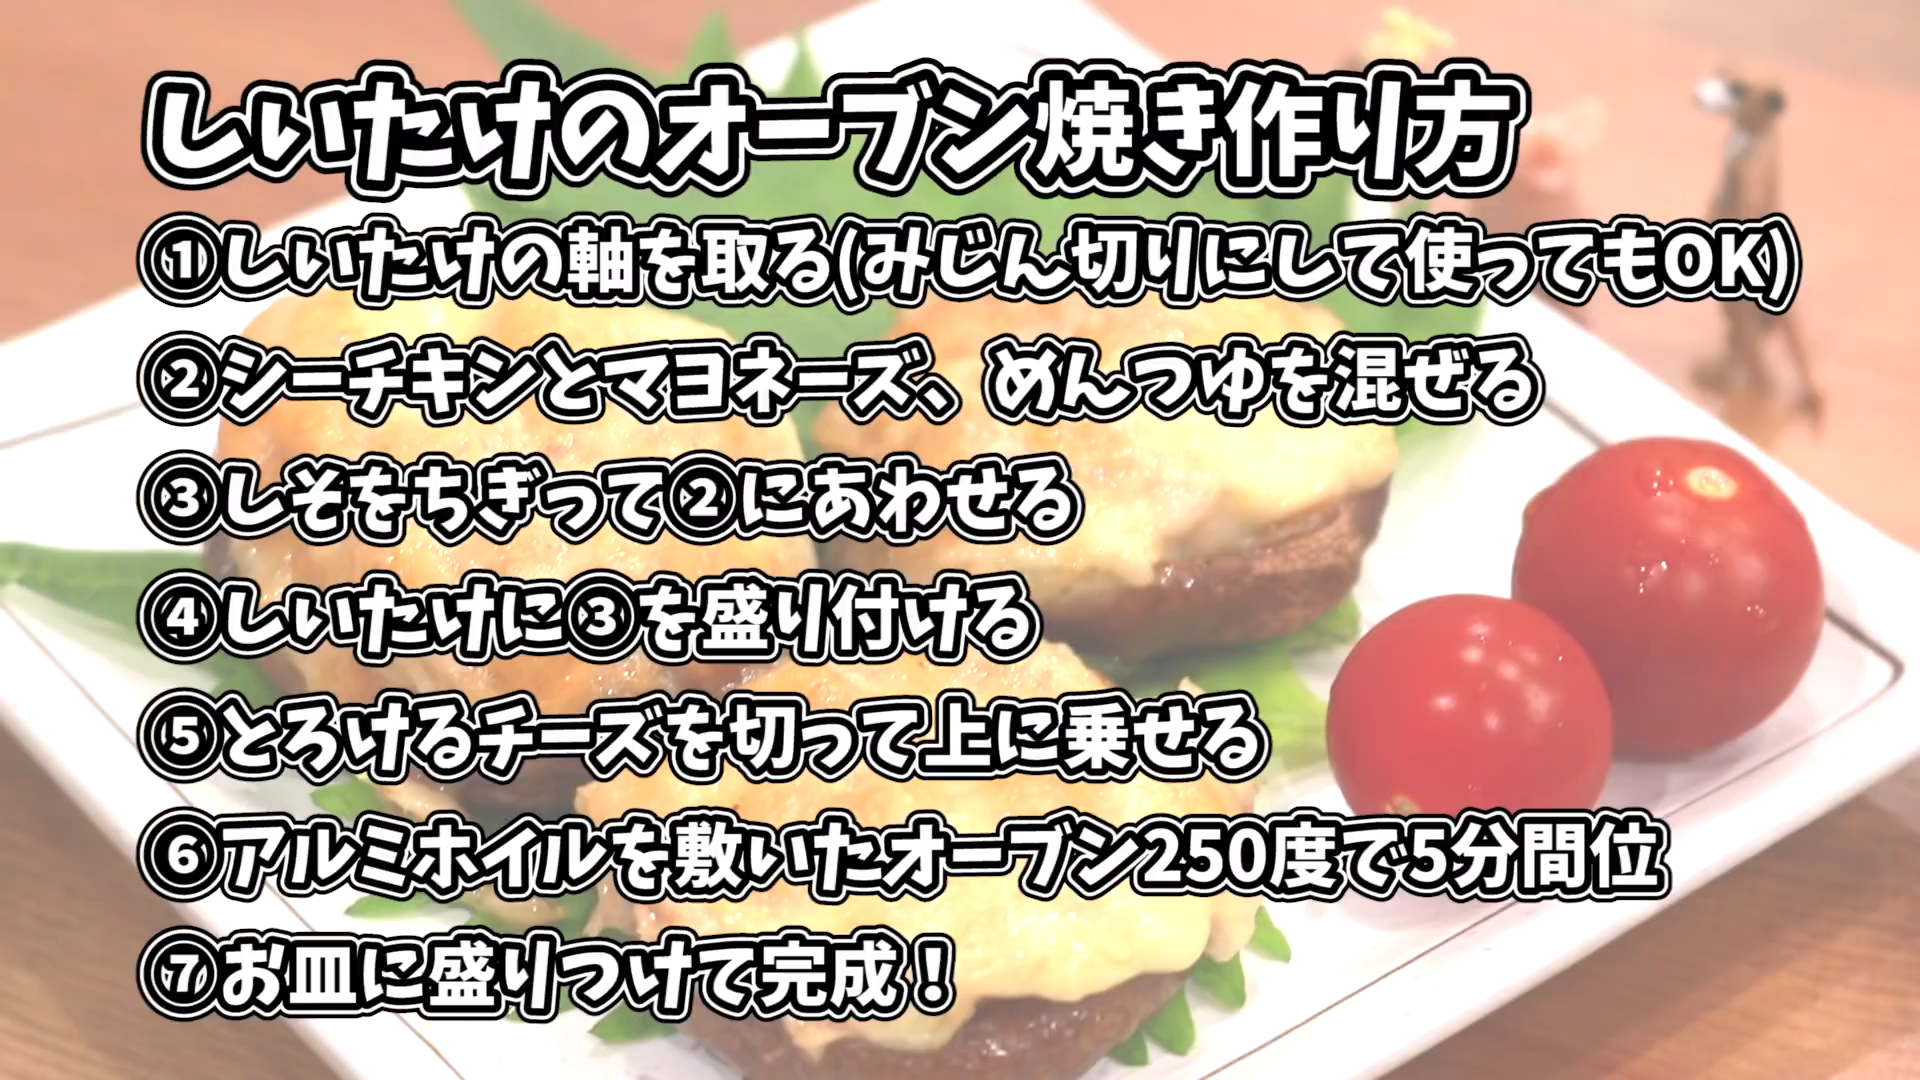 しいたけのオーブン焼き作り方
①しいたけの軸を取る(みじん切りにして使ってもOK)
②シーチキンとマヨネーズ、めんつゆを混ぜる
③しそをちぎって②にあわせる
④しいたけに③を盛り付ける
⑤とろけるチーズを切って上に乗せる
⑥アルミホイルを敷いたオーブン250度で5分間位
⑦お皿に盛りつけて完成！